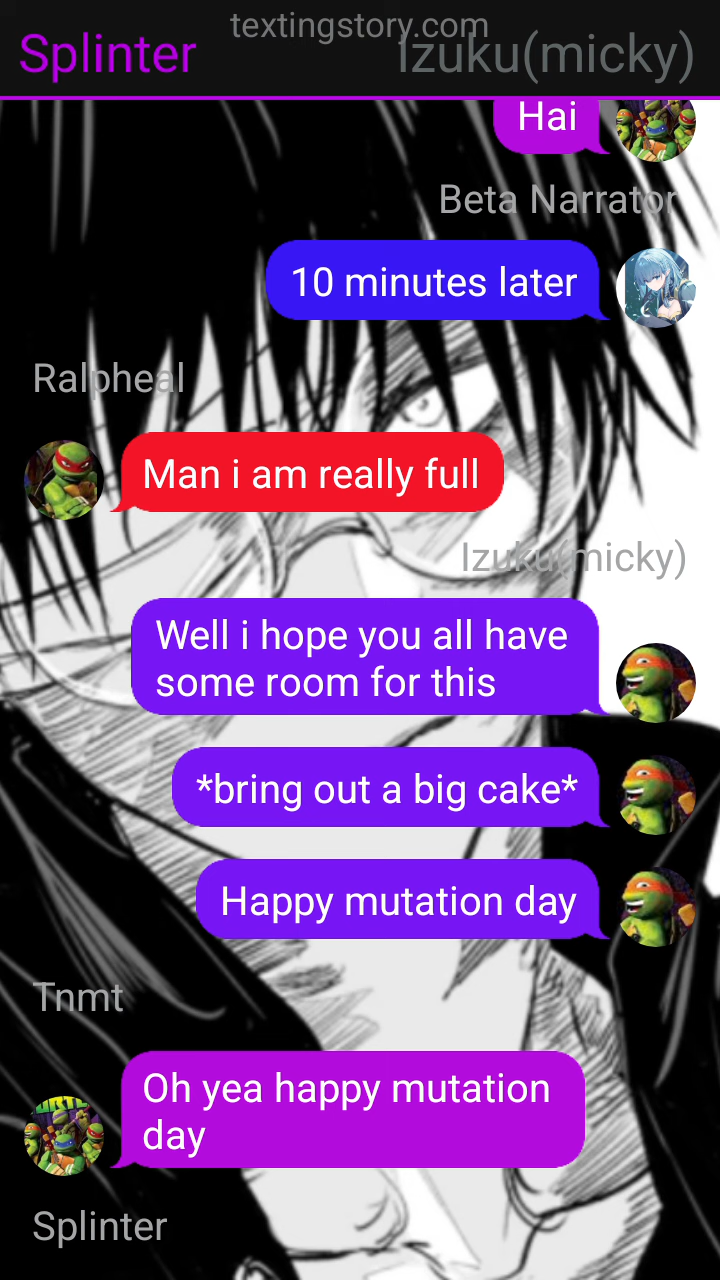 textingstory.com
Splinter
Izuku(micky)
Hai
Beta Narrator
10 minutes later
Ralpheal
Man i am really full
Izuku(micky)
Well i hope you all have
some room for this
*bring out a big cake*
Happy mutation day
Tnmt
Oh yea happy mutation
day
Splinter